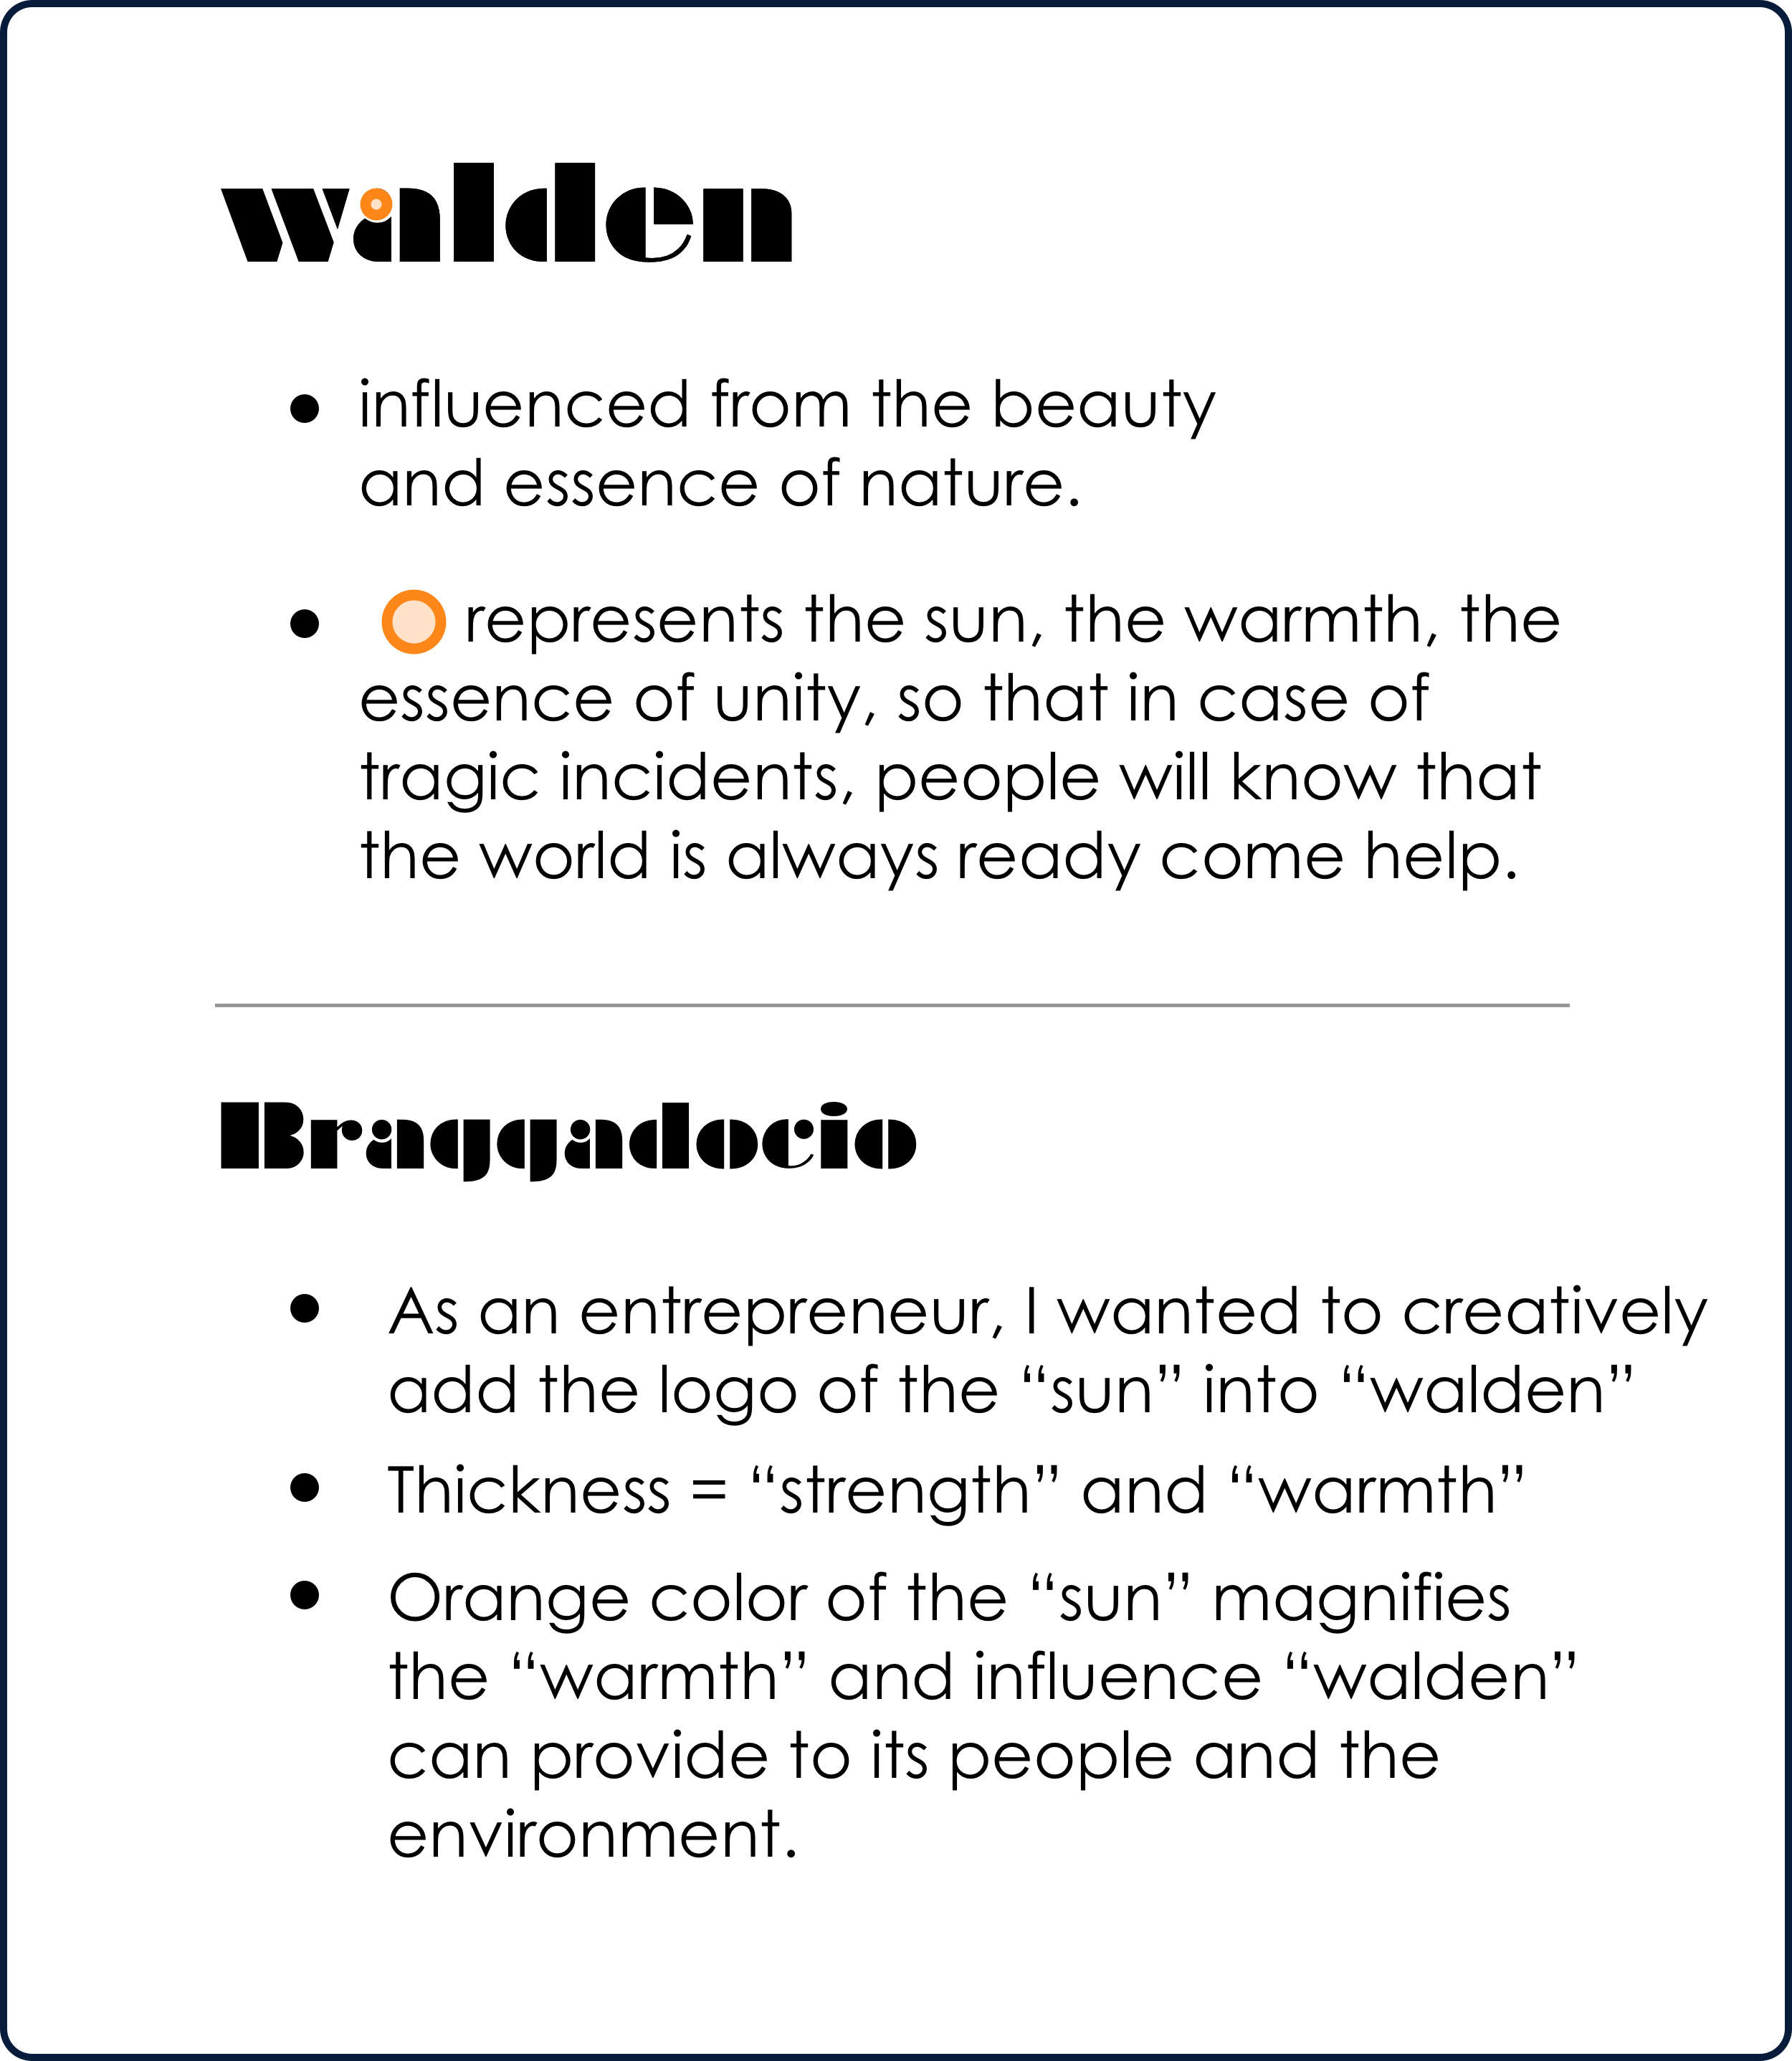 walden
• influenced from the beauty
and essence of nature.
• represents the sun, the warmth, the
essence of unity, so that in case of
tragic incidents, people will know that
the world is always ready come help.
Braggadocio
• As an entrepreneur, I wanted to creatively
add the logo of the “sun” into “walden”
• Thickness = “strength” and “warmth”
• Orange color of the “sun” magnifies
the “warmth” and influence “walden”
can provide to its people and the
environment.